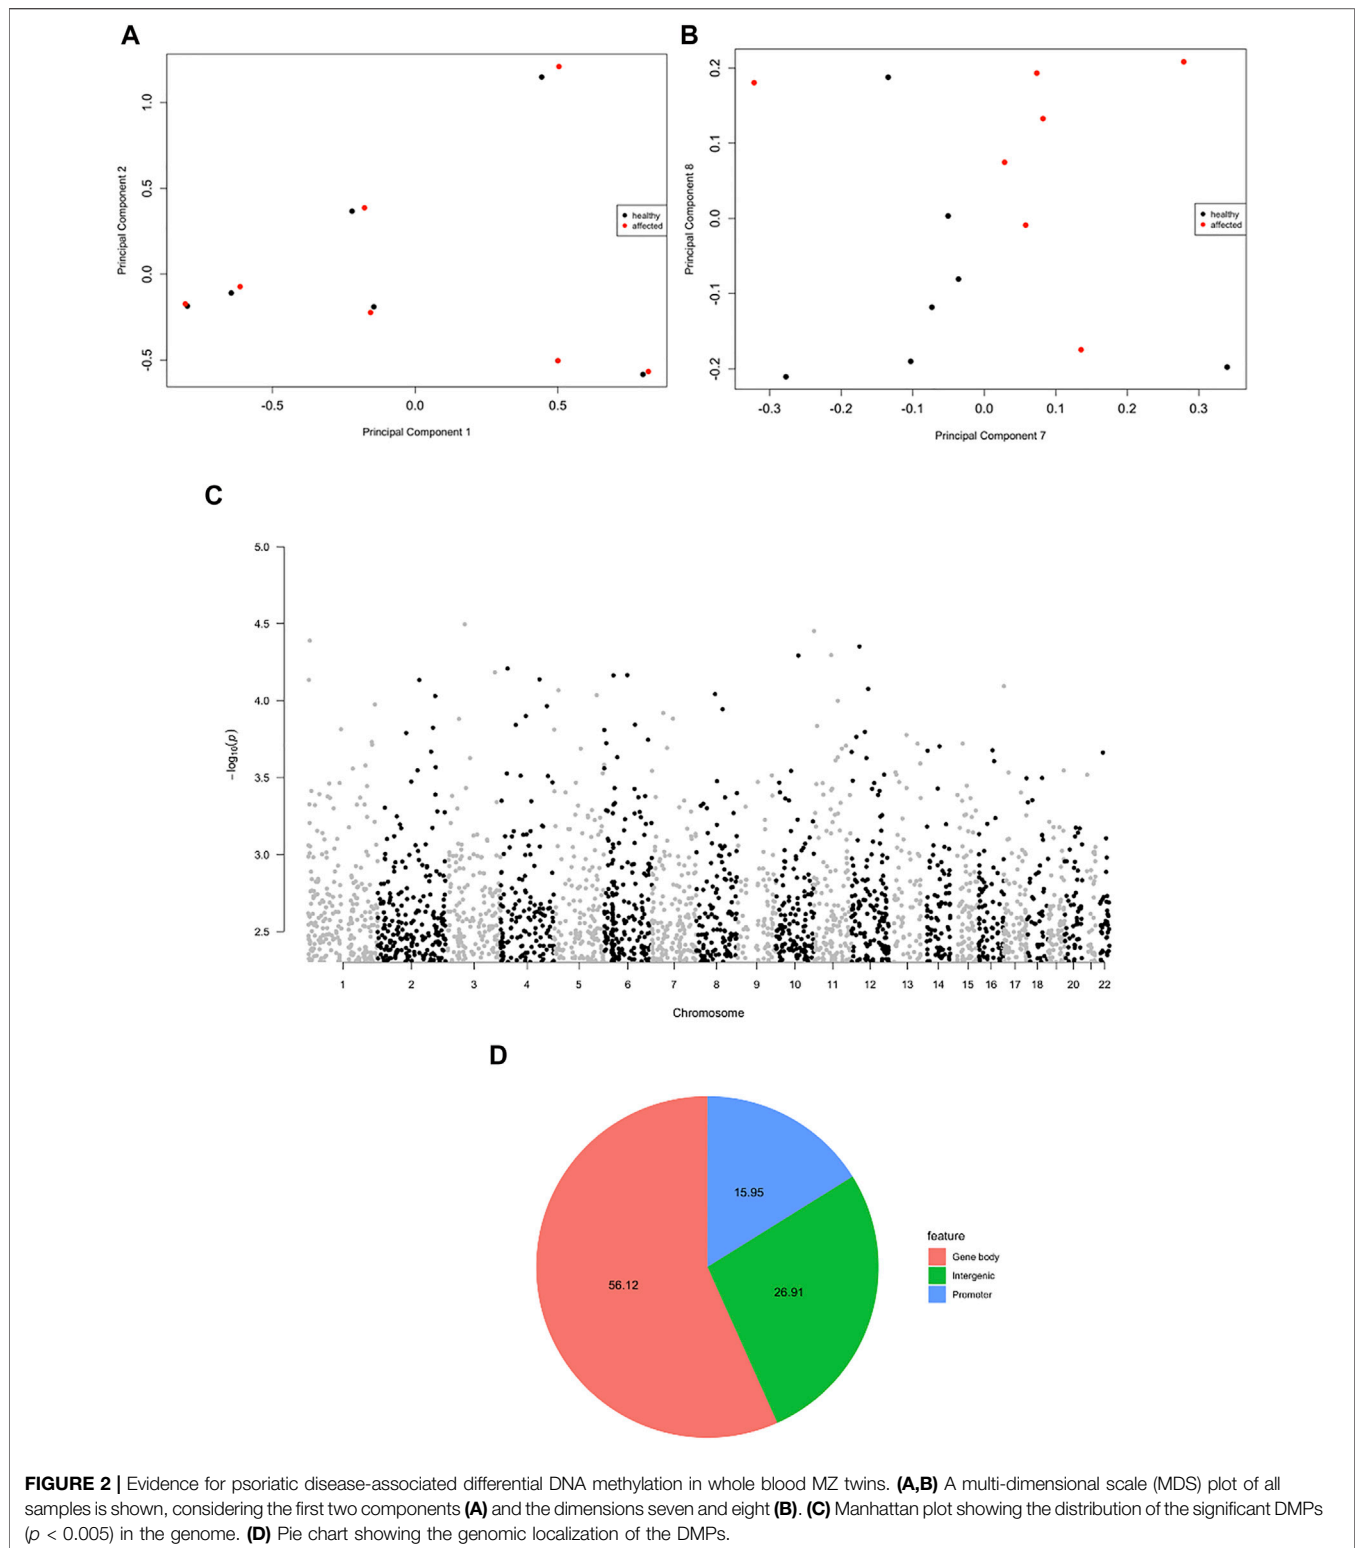 A
B
Principal Component 2
1.0
0.5
0.0
-0.5
-0.5
0.0
0.5
Principal Component 1
healthy
affected
Principal Component 8
0.2
0.1
0.0
-0.1
-0.2
-0.3
-0.2
-0.1
0.0
0.1
0.2
0.3
Principal Component 7
healthy
affected
C
−log10(p)
5.0
4.5
4.0
3.5
3.0
2.5
1 2 3 4 5 6 7 8 9 10 11 12 13 14 15 16 17 18 20 22
Chromosome
D
15.95
56.12
26.91
feature
Gene body
Intergenic
Promoter
FIGURE 2 | Evidence for psoriatic disease-associated differential DNA methylation in whole blood MZ twins. (A,B) A multi-dimensional scale (MDS) plot of all
samples is shown, considering the first two components (A) and the dimensions seven and eight (B). (C) Manhattan plot showing the distribution of the significant DMPs
(p < 0.005) in the genome. (D) Pie chart showing the genomic localization of the DMPs.